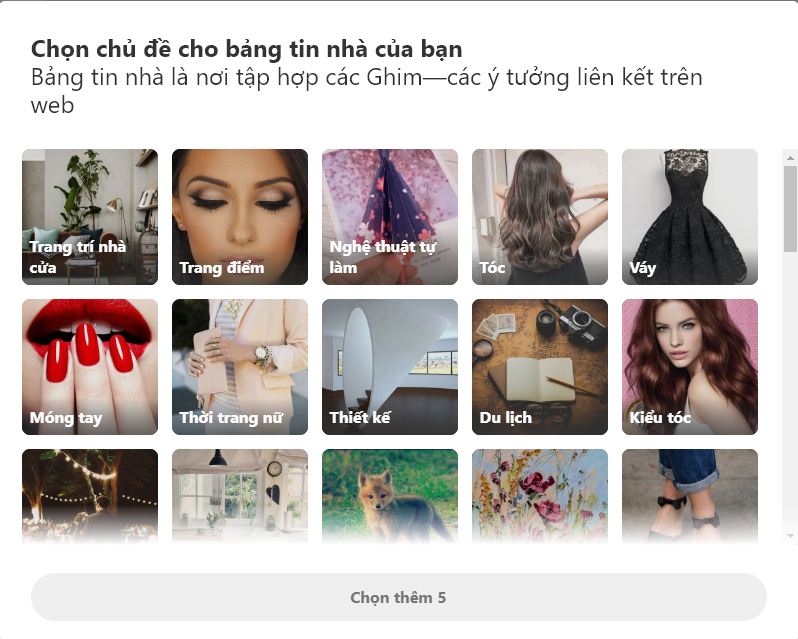 Chọn chủ đề cho bảng tin nhà của bạn
Bảng tin nhà là nơi tập hợp các Ghim—các ý tưởng liên kết trên
web
Trang trí nhà
cửa
Trang điểm
Nghệ thuật tự
làm
Tóc
Váy
Móng tay
Thời trang nữ
Thiết kế
Du lịch
Kiểu tóc
Chọn thêm 5